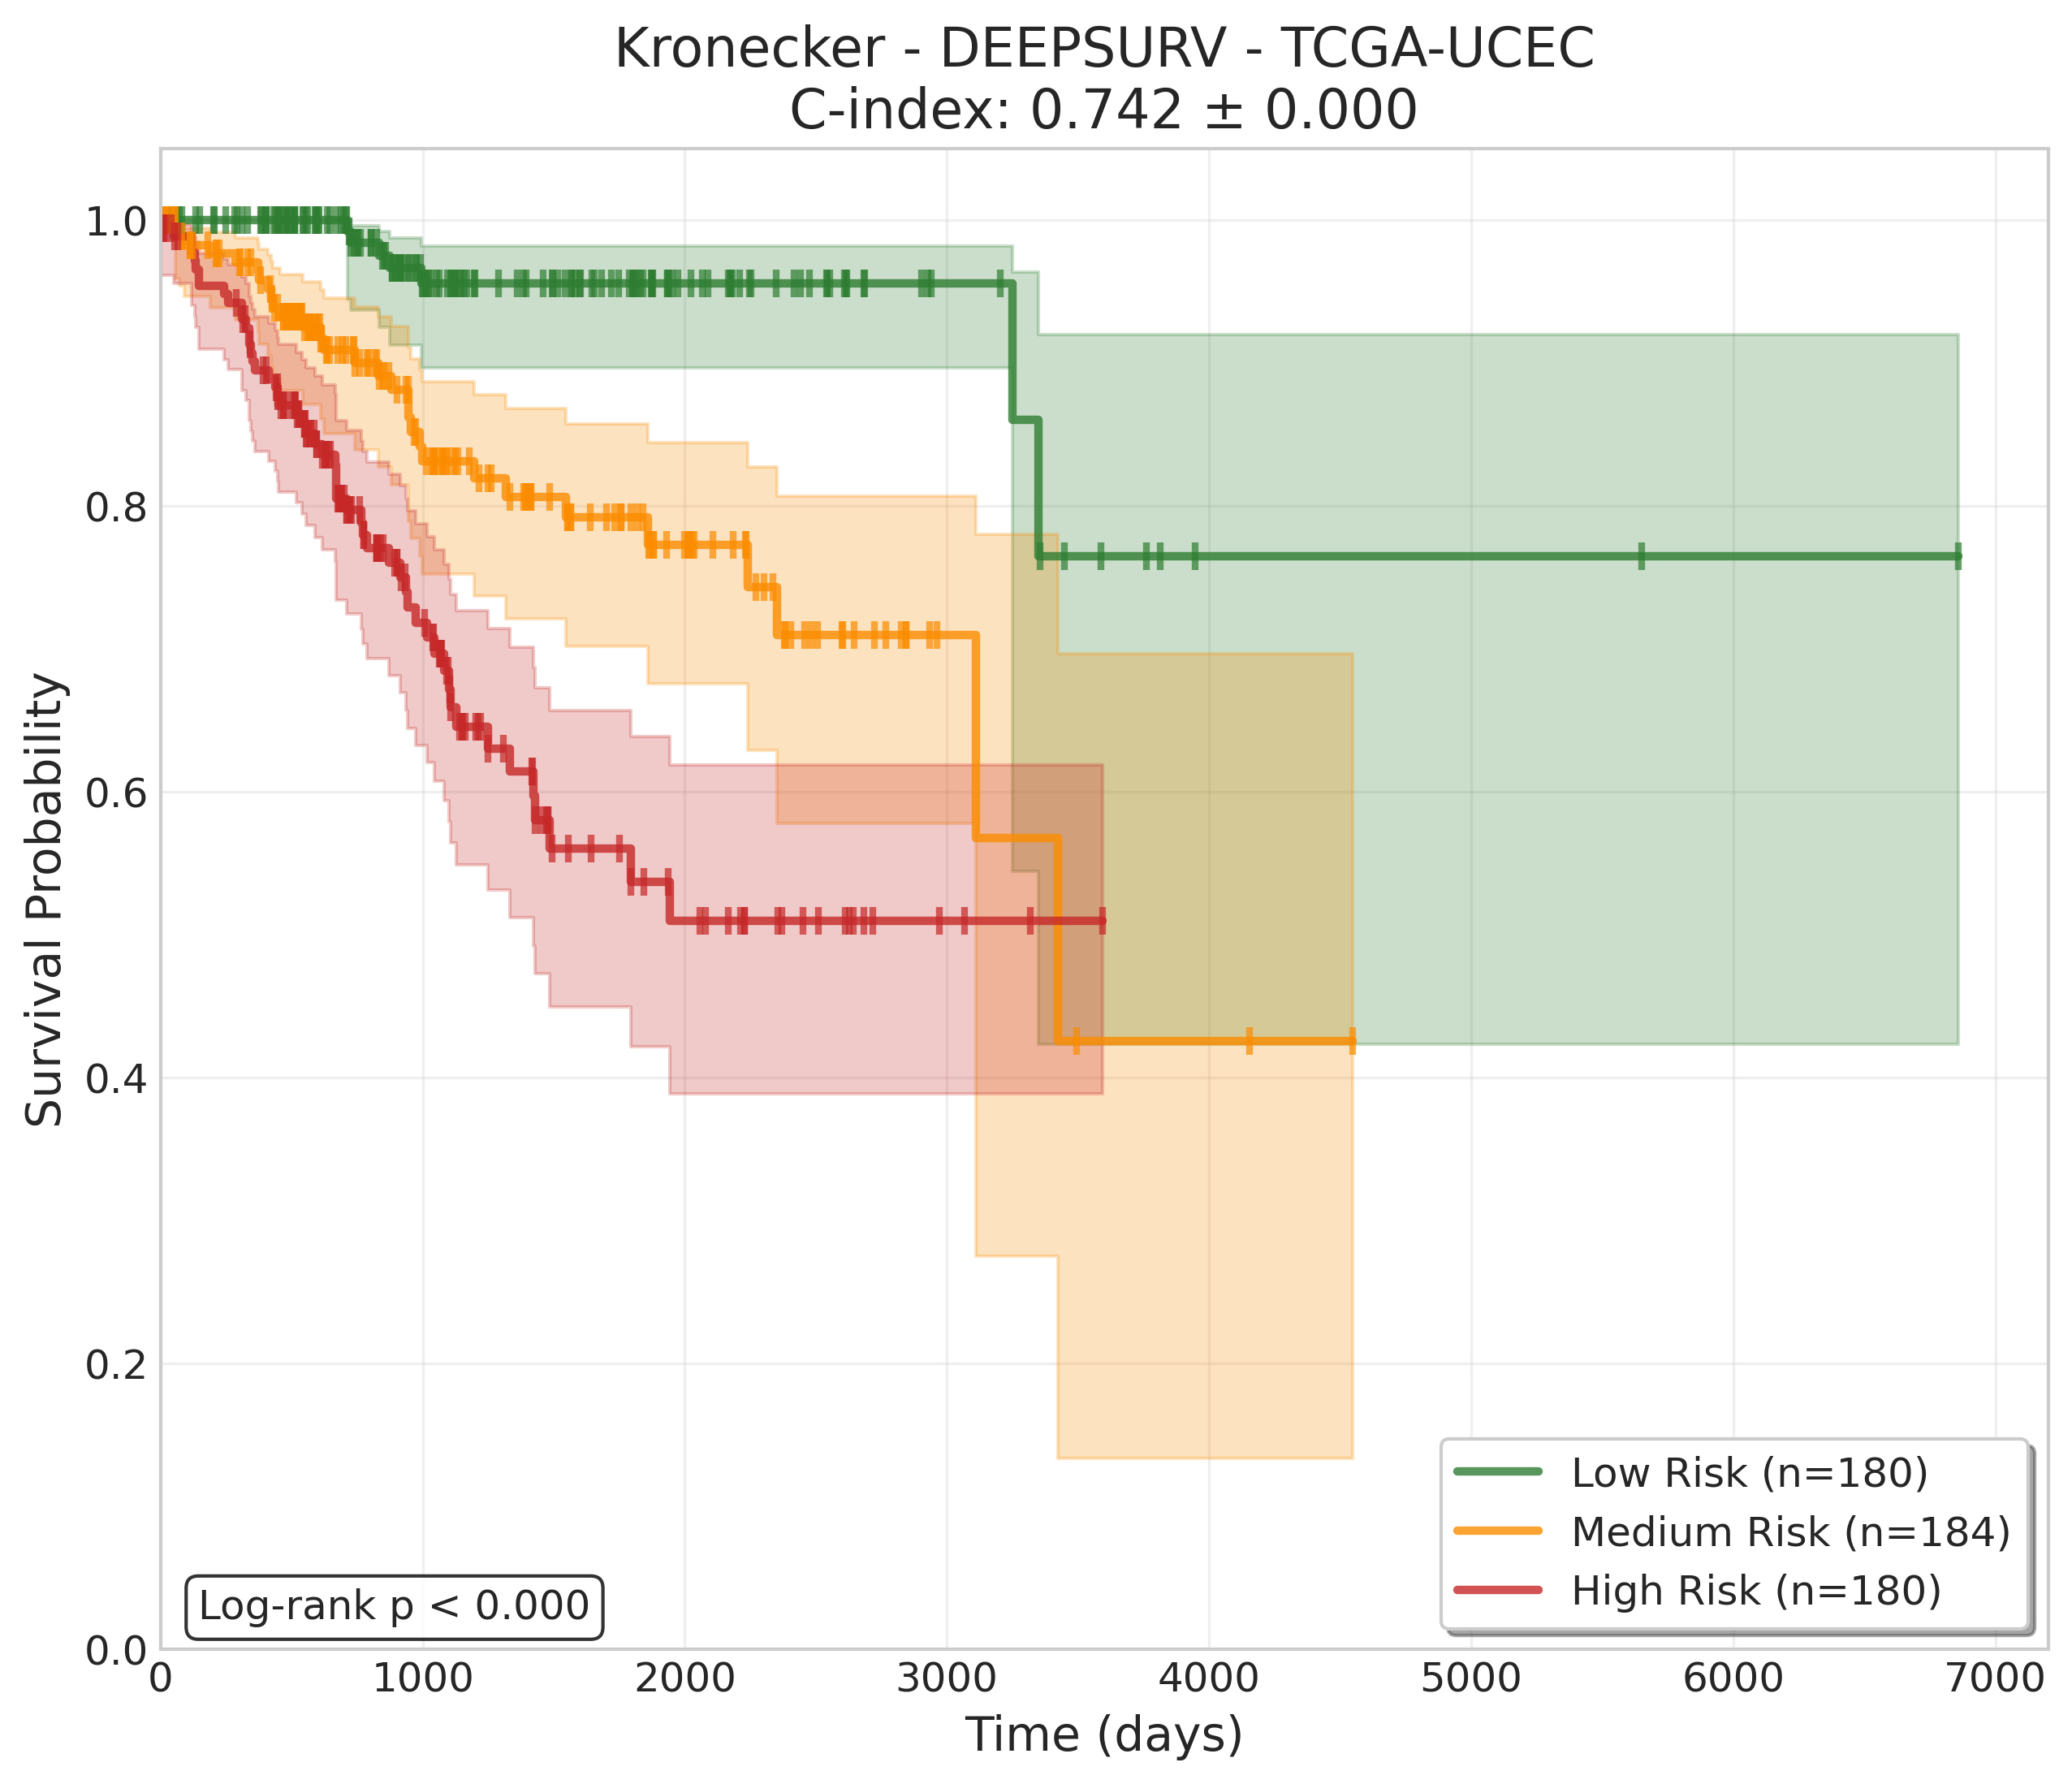 Kronecker - DEEPSURV - TCGA-UCEC
C-index: 0.742 ± 0.000
Survival Probability
1.0
0.8
0.6
0.4
0.2
0.0
Log-rank p < 0.000
Low Risk (n=180)
Medium Risk (n=184)
High Risk (n=180)
0 1000 2000 3000 4000 5000 6000 7000
Time (days)